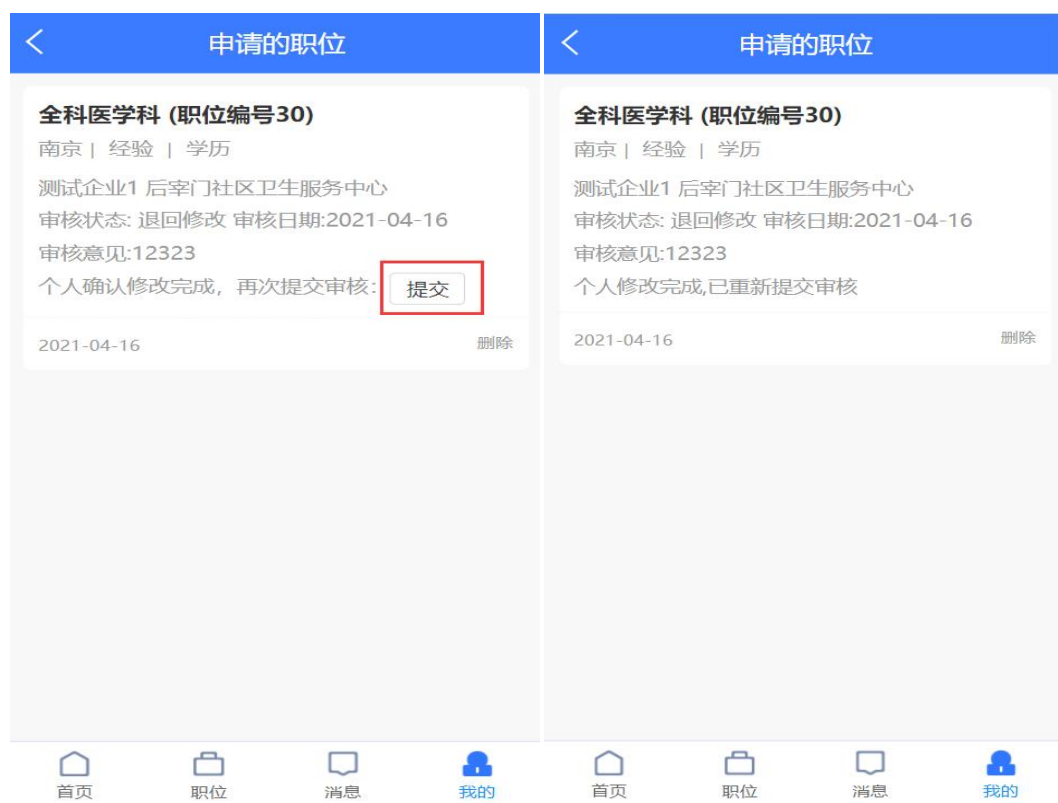 申请的职位
全科医学科 (职位编号30)
南京 | 经验 | 学历
测试企业1 后宰门社区卫生服务中心
审核状态: 退回修改 审核日期:2021-04-16
审核意见:12323
个人确认修改完成，再次提交审核: 提交
2021-04-16 删除
首页 职位 消息 我的
申请的职位
全科医学科 (职位编号30)
南京 | 经验 | 学历
测试企业1 后宰门社区卫生服务中心
审核状态: 退回修改 审核日期:2021-04-16
审核意见:12323
个人修改完成,已重新提交审核
2021-04-16 删除
首页 职位 消息 我的